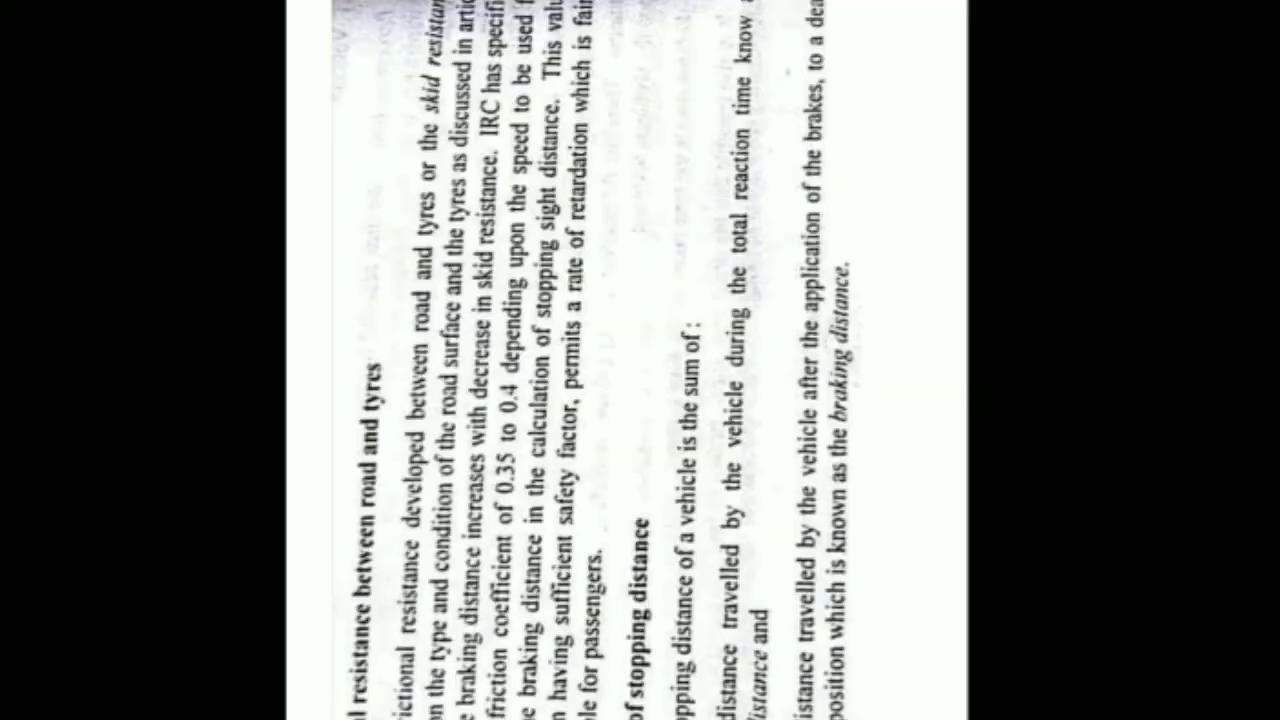 al resistance between road and tyres
ictional resistance developed between road and tyres or the skid resistan
on the type and condition of the road surface and the tyres as discussed in artic
e braking distance increases with decrease in skid resistance. IRC has specifi
friction coefficient of 0.35 to 0.4 depending upon the speed to be used f
e braking distance in the calculation of stopping sight distance. This valu
n having sufficient safety factor, permits a rate of retardation which is fair
le for passengers.
of stopping distance
opping distance of a vehicle is the sum of :
distance travelled by the vehicle during the total reaction time know a
distance and
istance travelled by the vehicle after the application of the brakes, to a dea
position which is known as the braking distance.